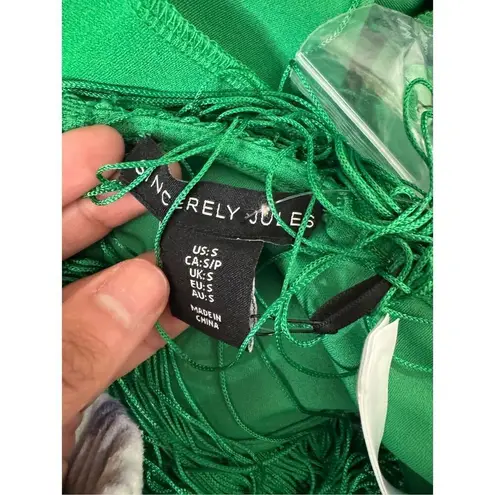 SINCERELY JULES
US:S
CA:S/P
UK:S
EU:S
AU:S
MADE IN
CHINA